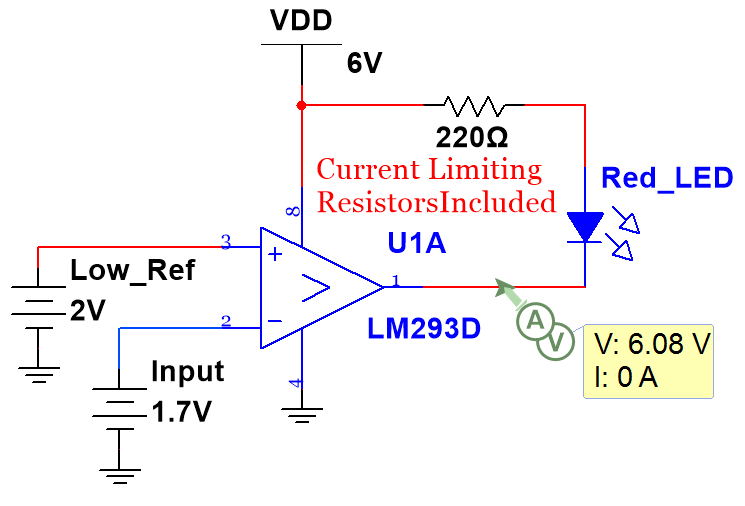 VDD
6V
220Ω
Current Limiting
ResistorsIncluded
Red_LED
8
U1A
3
+
Low_Ref
2V
1
2
−
LM293D
A
V
V: 6.08 V
I: 0 A
Input
1.7V
4